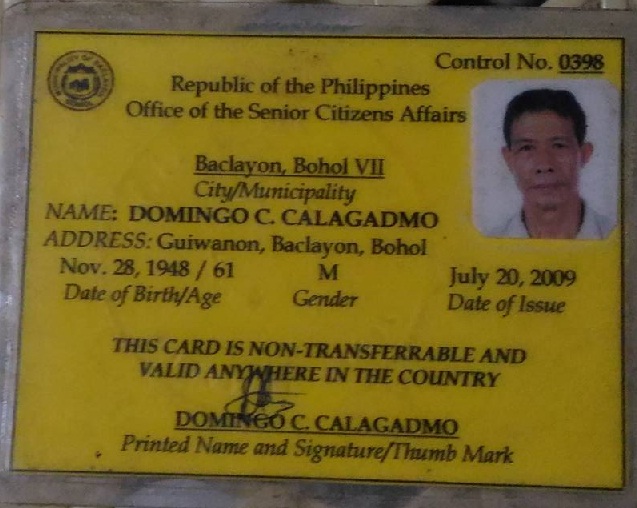 Control No. 0398
Republic of the Philippines
Office of the Senior Citizens Affairs
Baclayon, Bohol VII
City/Municipality
NAME: DOMINGO C. CALAGADMO
ADDRESS: Guiwanon, Baclayon, Bohol
Nov. 28, 1948 / 61 M July 20, 2009
Date of Birth/Age Gender Date of Issue
THIS CARD IS NON-TRANSFERRABLE AND
VALID ANYWHERE IN THE COUNTRY
DOMINGO C. CALAGADMO
Printed Name and Signature/Thumb Mark